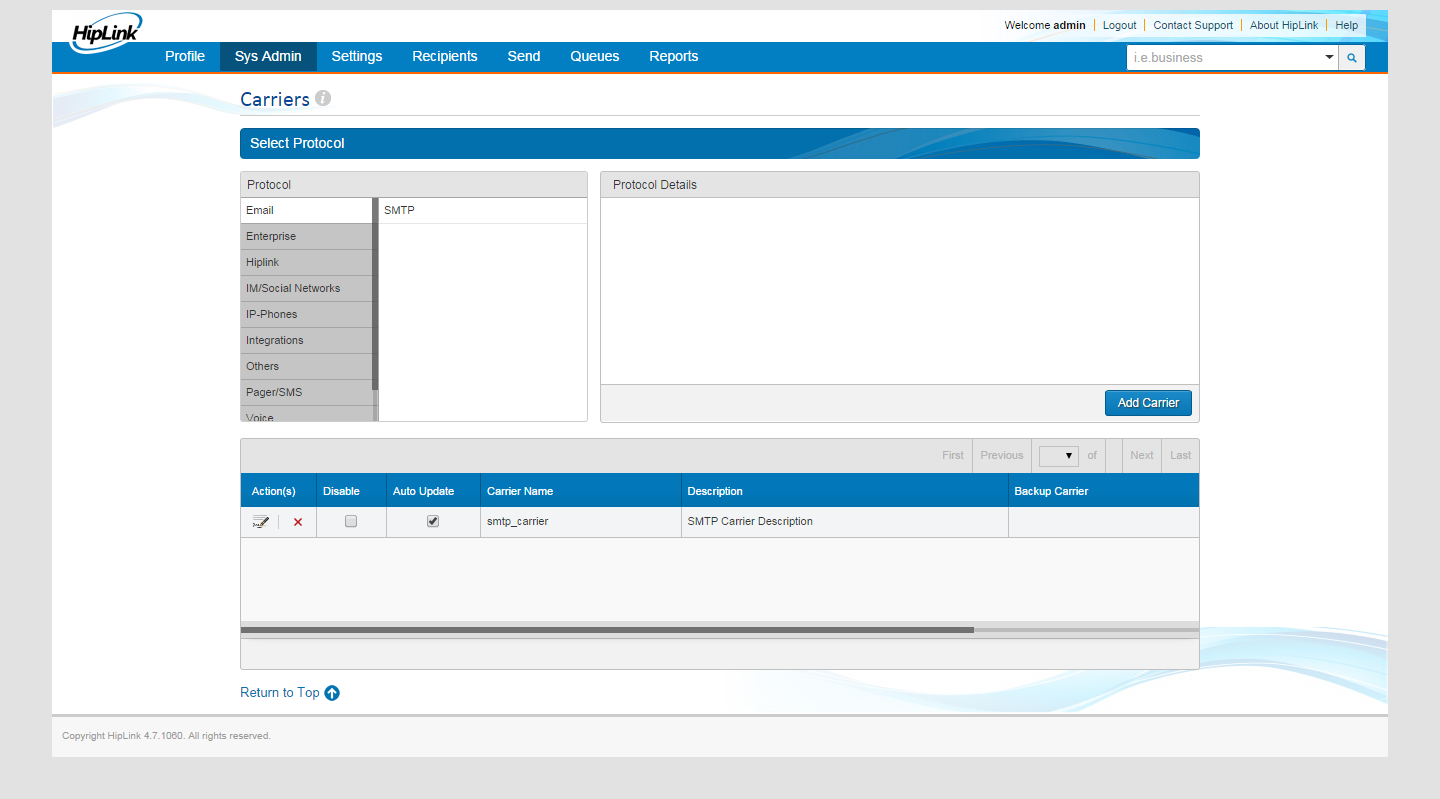 HipLink
Welcome admin Logout Contact Support About HipLink Help
Profile Sys Admin Settings Recipients Send Queues Reports
i.e.business
Carriers i
Select Protocol
Protocol
Protocol Details
Email
SMTP
Enterprise
Hiplink
IM/Social Networks
IP-Phones
Integrations
Others
Pager/SMS
Voice
Add Carrier
First Previous of Next Last
Action(s) Disable Auto Update Carrier Name Description Backup Carrier
smtp_carrier SMTP Carrier Description
Return to Top
Copyright HipLink 4.7.1060. All rights reserved.